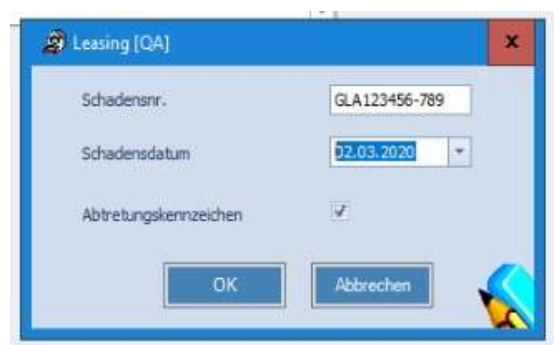 Leasing [QA]
x
Schadensnr. GLA123456-789
Schadensdatum 02.03.2020
Abtretungskennzeichen
OK Abbrechen